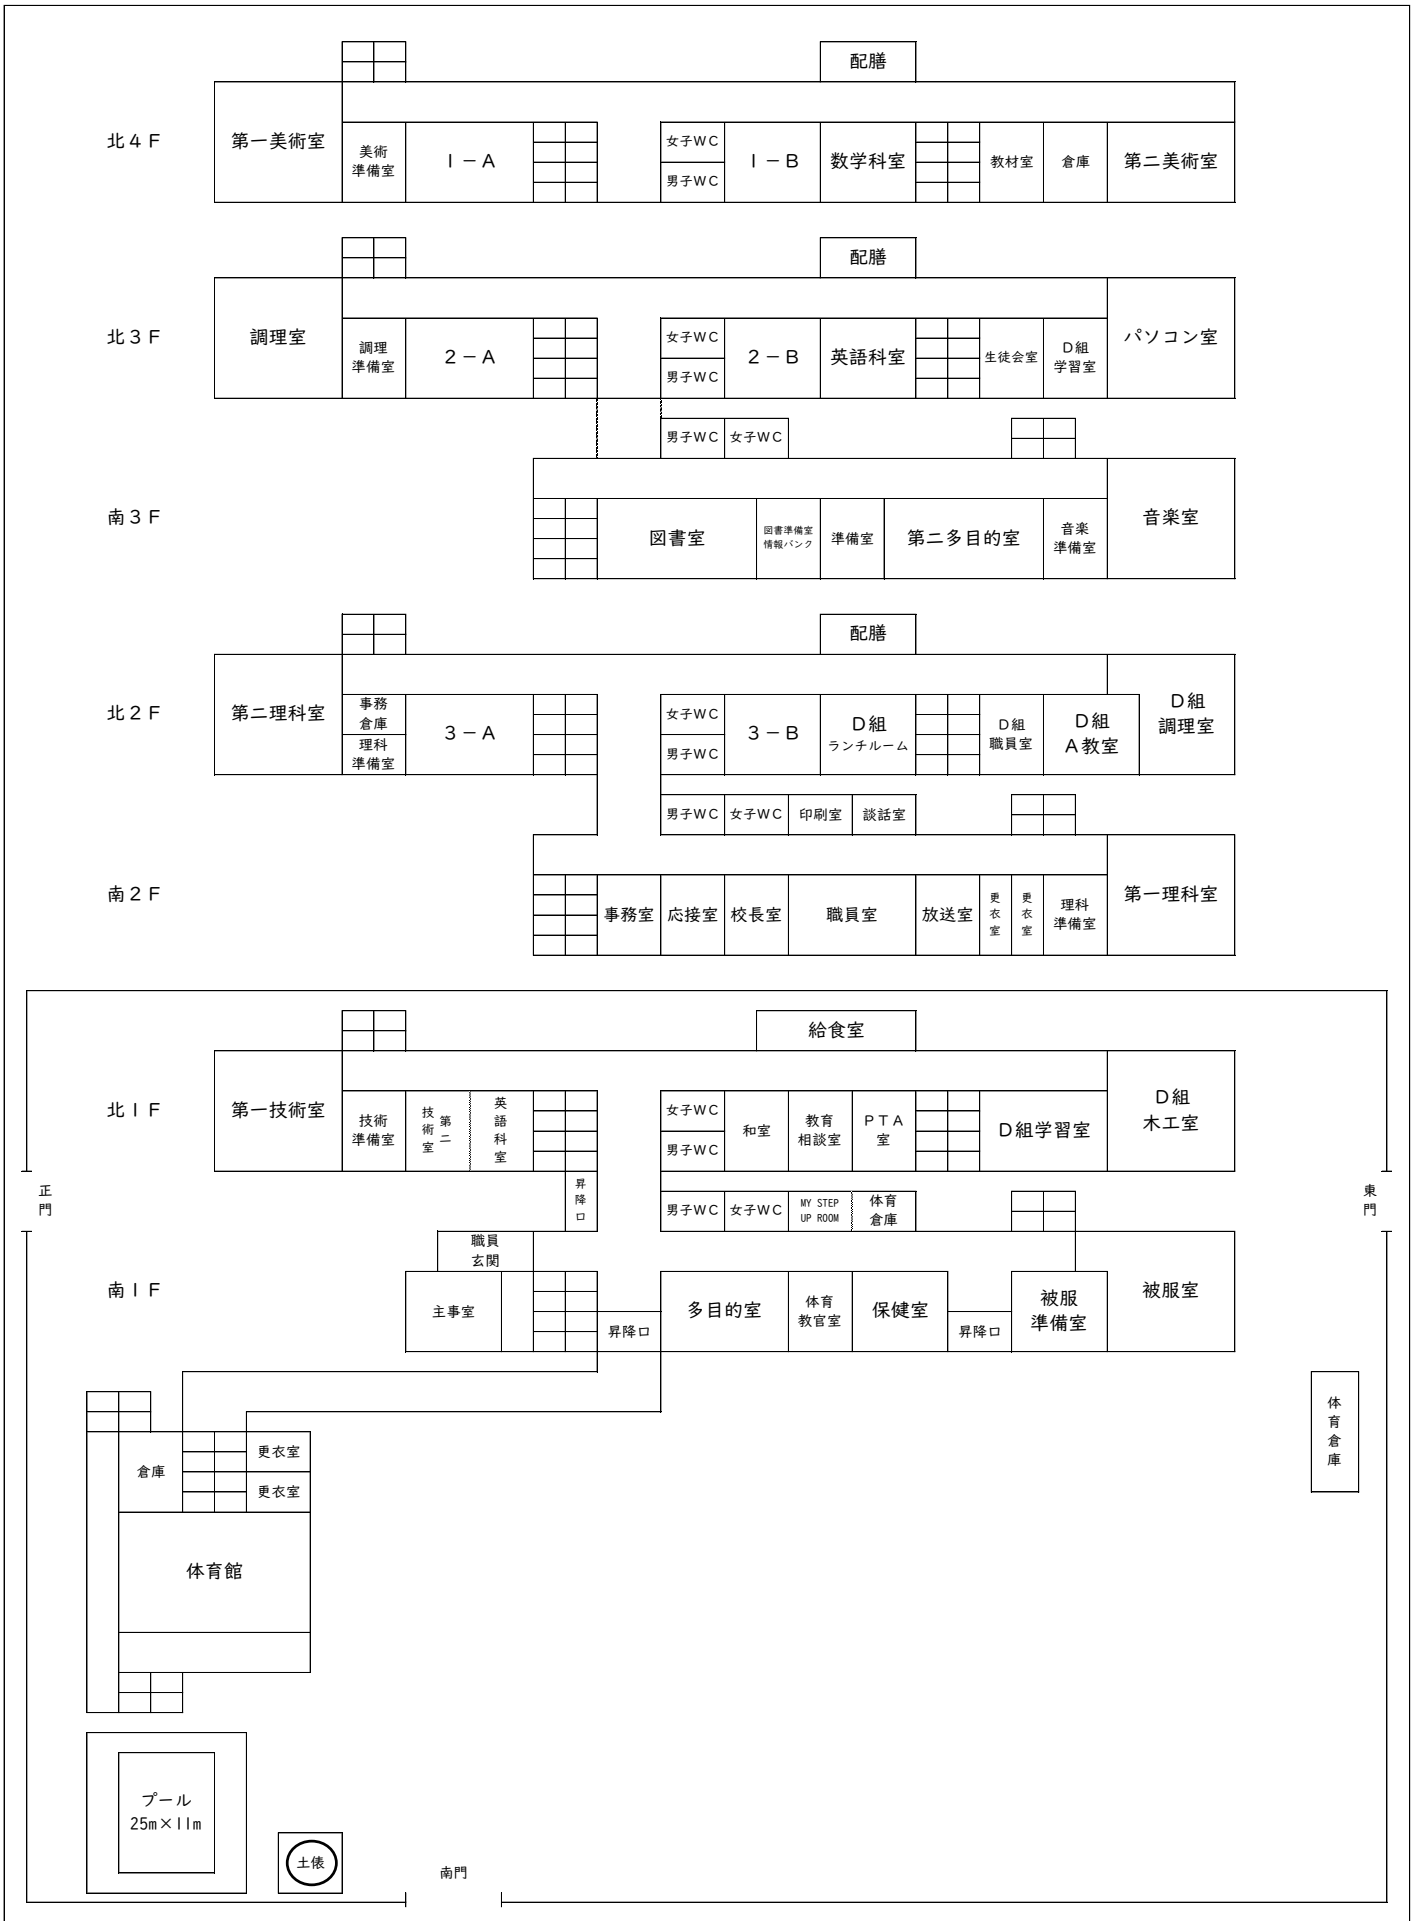 配膳
北4F
第一美術室
美術
準備室
1-A
女子WC
男子WC
1-B
数学科室
教材室
倉庫
第二美術室
配膳
北3F
調理室
調理
準備室
2-A
女子WC
男子WC
2-B
英語科室
生徒会室
D組
学習室
パソコン室
男子WC
女子WC
南3F
図書室
図書準備室
情報バンク
準備室
第二多目的室
音楽
準備室
音楽室
配膳
北2F
第二理科室
事務
倉庫
理科
準備室
3-A
女子WC
男子WC
3-B
D組
ランチルーム
D組
職員室
D組
A教室
D組
調理室
男子WC
女子WC
印刷室
談話室
南2F
事務室
応接室
校長室
職員室
放送室
更衣室
更衣室
理科
準備室
第一理科室
給食室
北1F
第一技術室
技術
準備室
第二
技術室
英語科室
女子WC
男子WC
和室
教育
相談室
PTA
室
D組学習室
D組
木工室
正門
東門
昇降口
男子WC
女子WC
MY STEP
UP ROOM
体育
倉庫
職員
玄関
南1F
主事室
昇降口
多目的室
体育
教官室
保健室
昇降口
被服
準備室
被服室
体育倉庫
倉庫
更衣室
更衣室
体育館
プール
25m×11m
土俵
南門